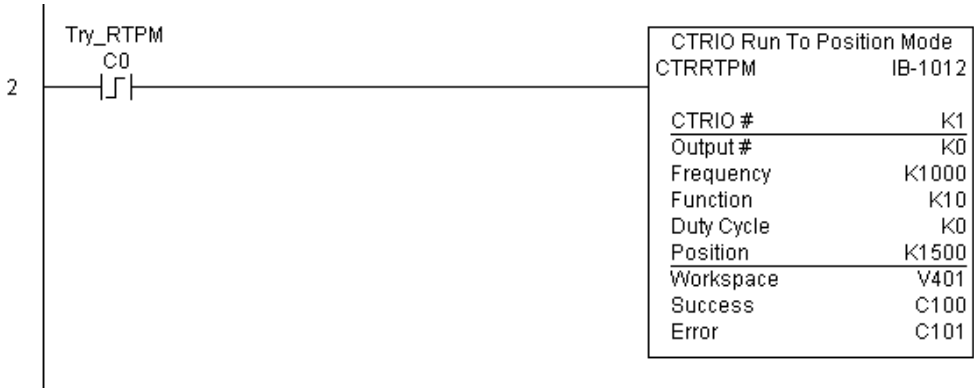 Try_RTPM
C0
2
CTRIO Run To Position Mode
CTRRTPM IB-1012
CTRIO # K1
Output # K0
Frequency K1000
Function K10
Duty Cycle K0
Position K1500
Workspace V401
Success C100
Error C101